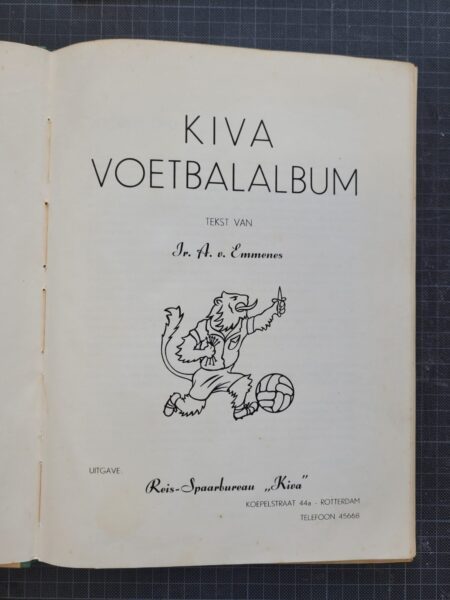 KIVA
VOETBALALBUM
TEKST VAN
Ir. A. v. Emmenes
UITGAVE:
Reis-Spaarbureau „Kiva”
KOEPELSTRAAT 44a - ROTTERDAM
TELEFOON 45668